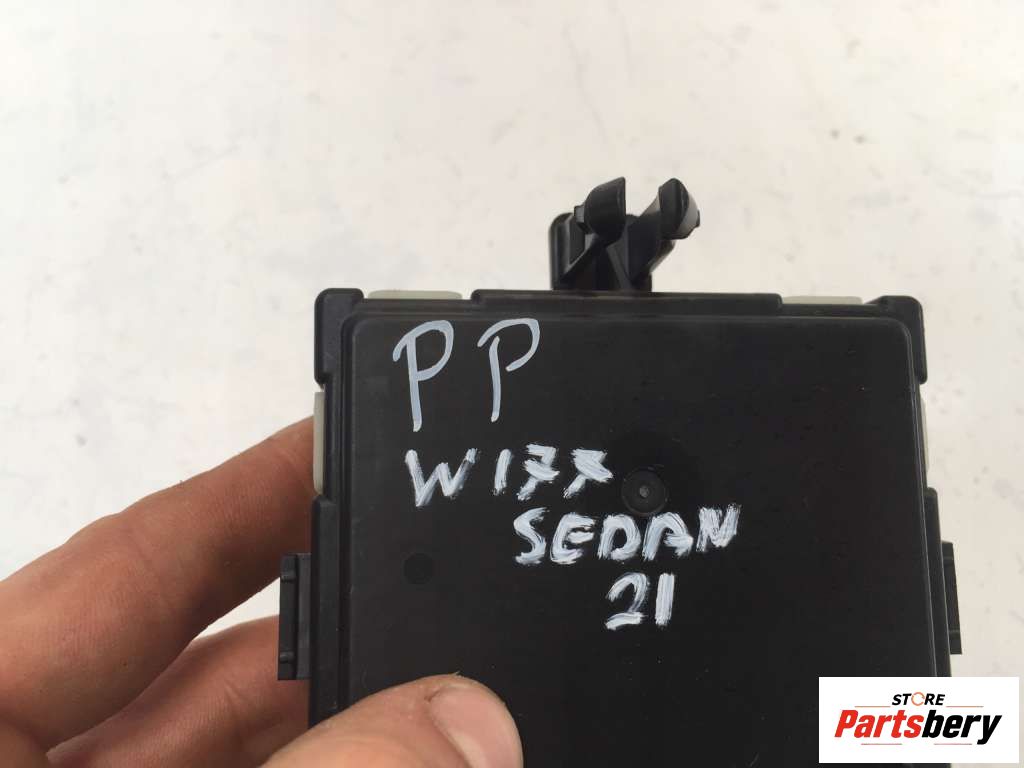 PP
W177
SEDAN
21
STORE
Partsbery